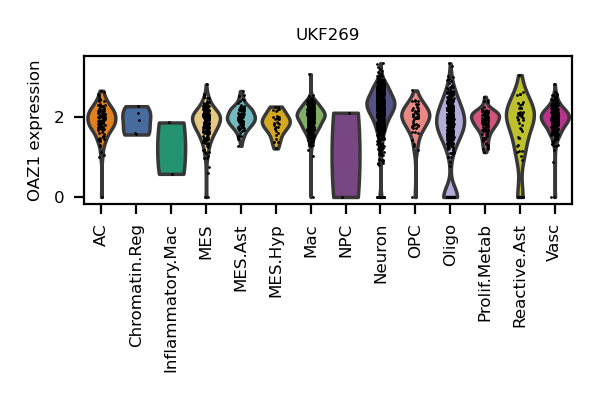 UKF269
OAZ1 expression
2
0
AC
Chromatin.Reg
Inflammatory.Mac
MES
MES.Ast
MES.Hyp
Mac
NPC
Neuron
OPC
Oligo
Prolif.Metab
Reactive.Ast
Vasc